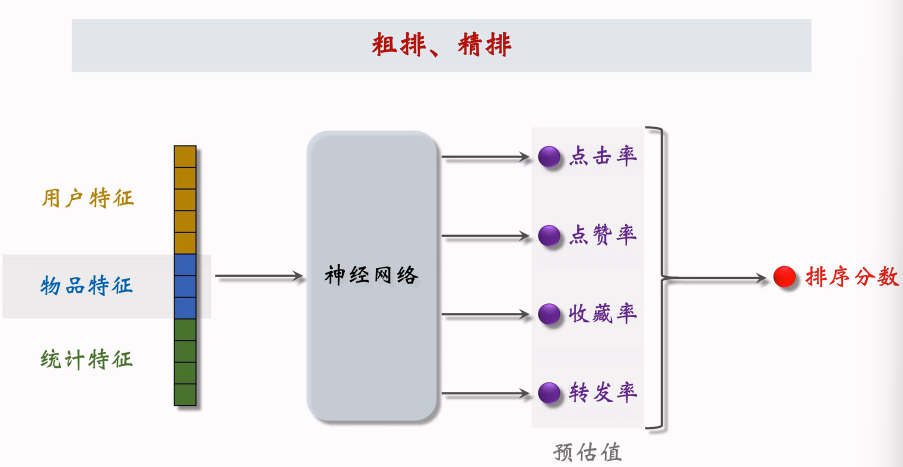 粗排、精排
用户特征
物品特征
统计特征
神经网络
点击率
点赞率
收藏率
转发率
预估值
排序分数